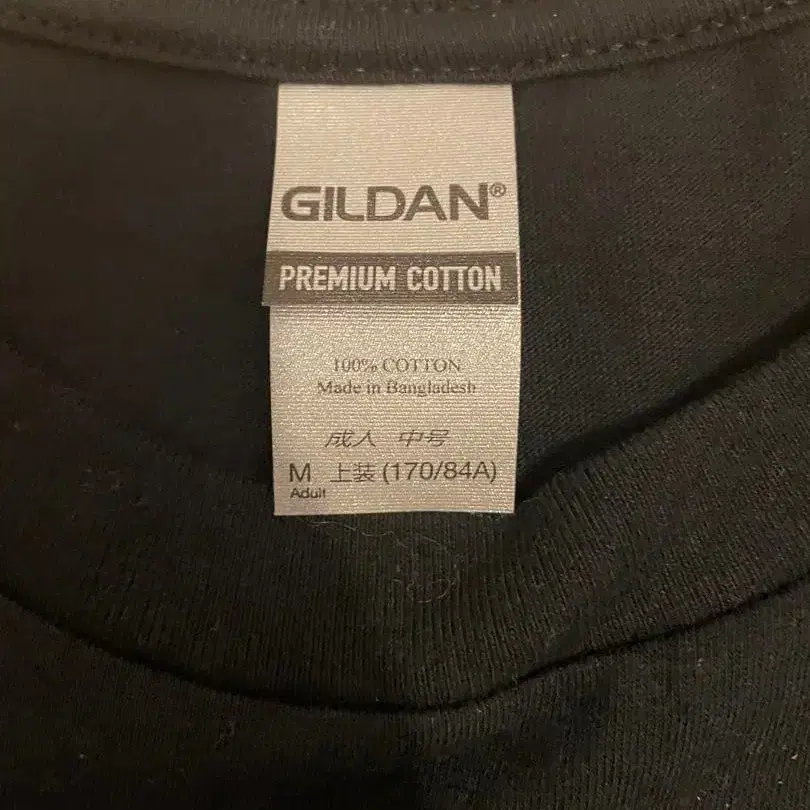 GILDAN®
PREMIUM COTTON
100% COTTON
Made in Bangladesh
成人 中号
M 上装 (170/84A)
Adult